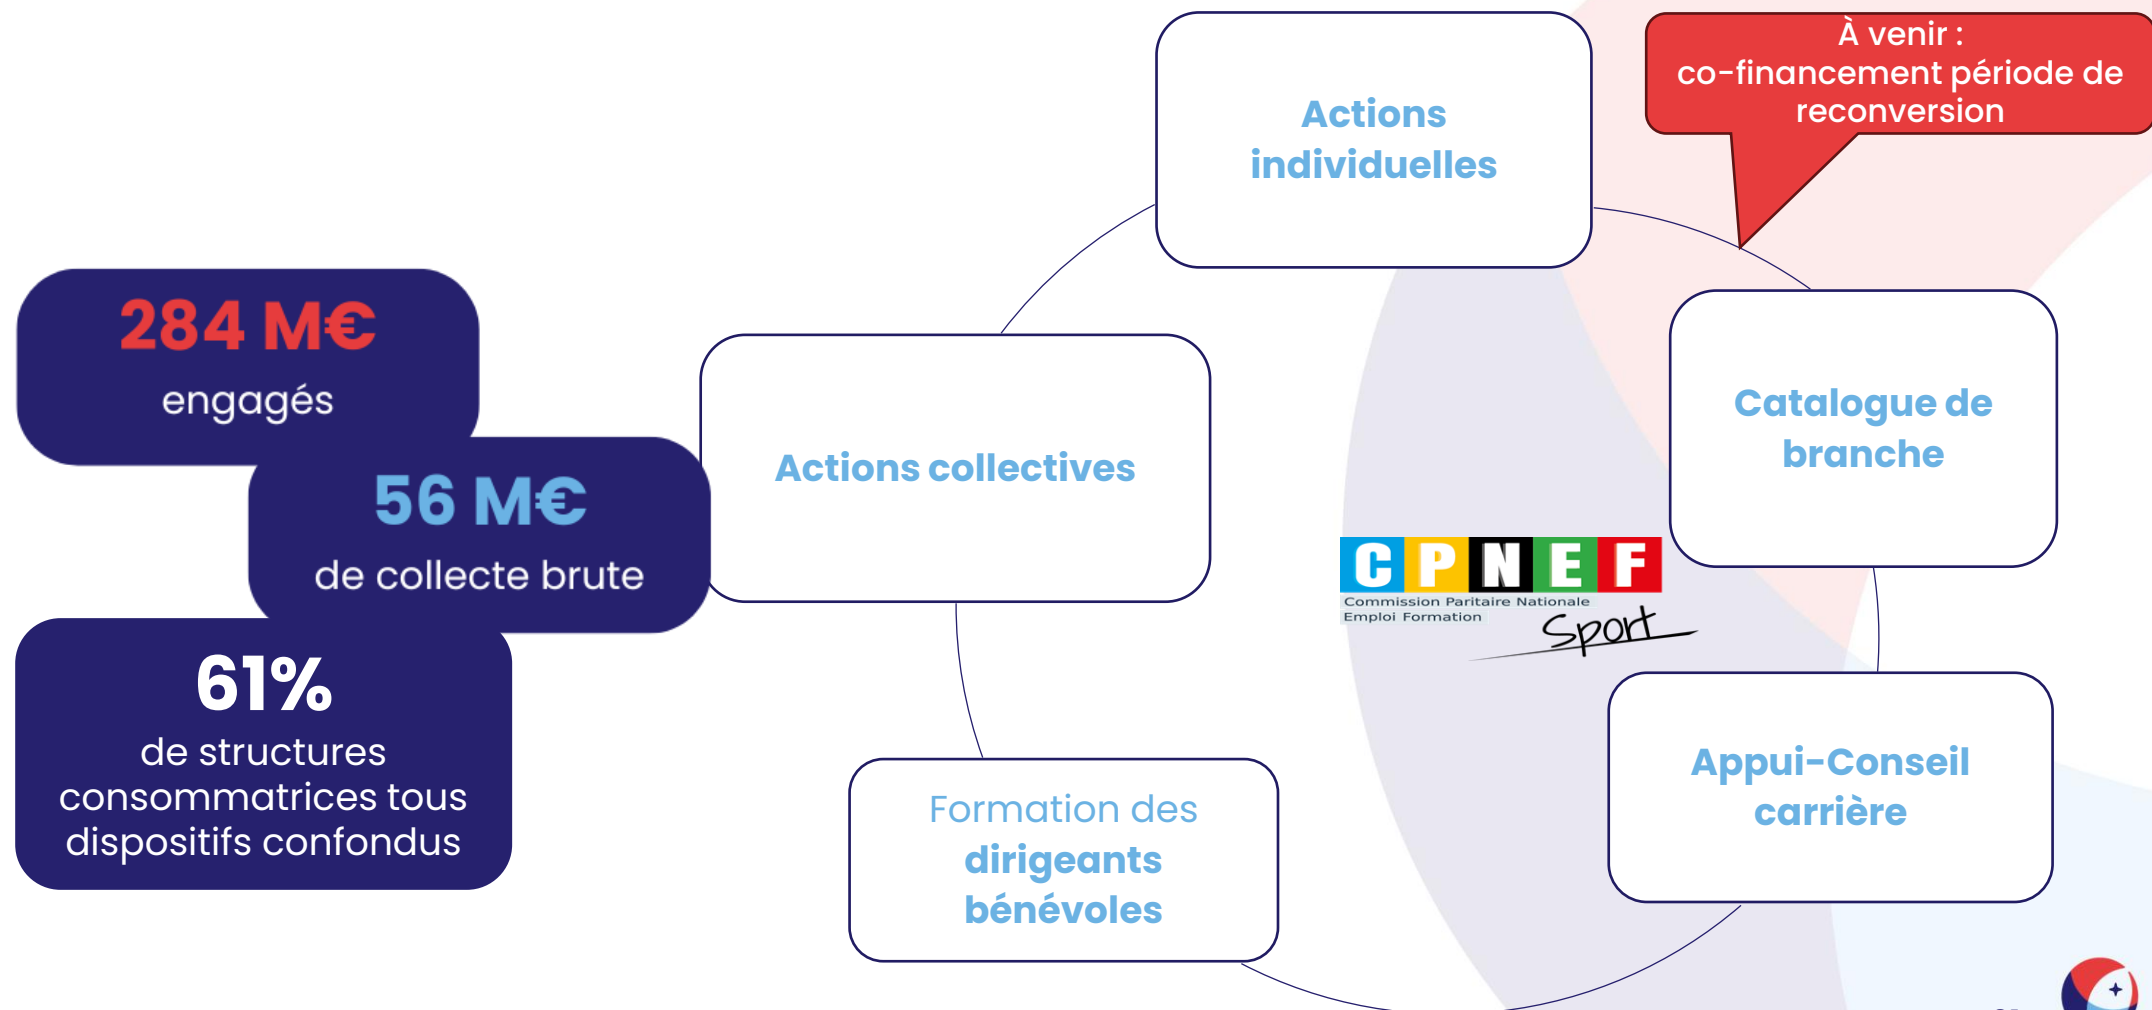 À venir :
co-financement période de
reconversion
Actions
individuelles
284 M€
engagés
56 M€
de collecte brute
61%
de structures
consommatrices tous
dispositifs confondus
Actions collectives
Catalogue de
branche
CPNEF
Commission Paritaire Nationale
Emploi Formation
Sport
Appui-Conseil
carrière
Formation des
dirigeants
bénévoles